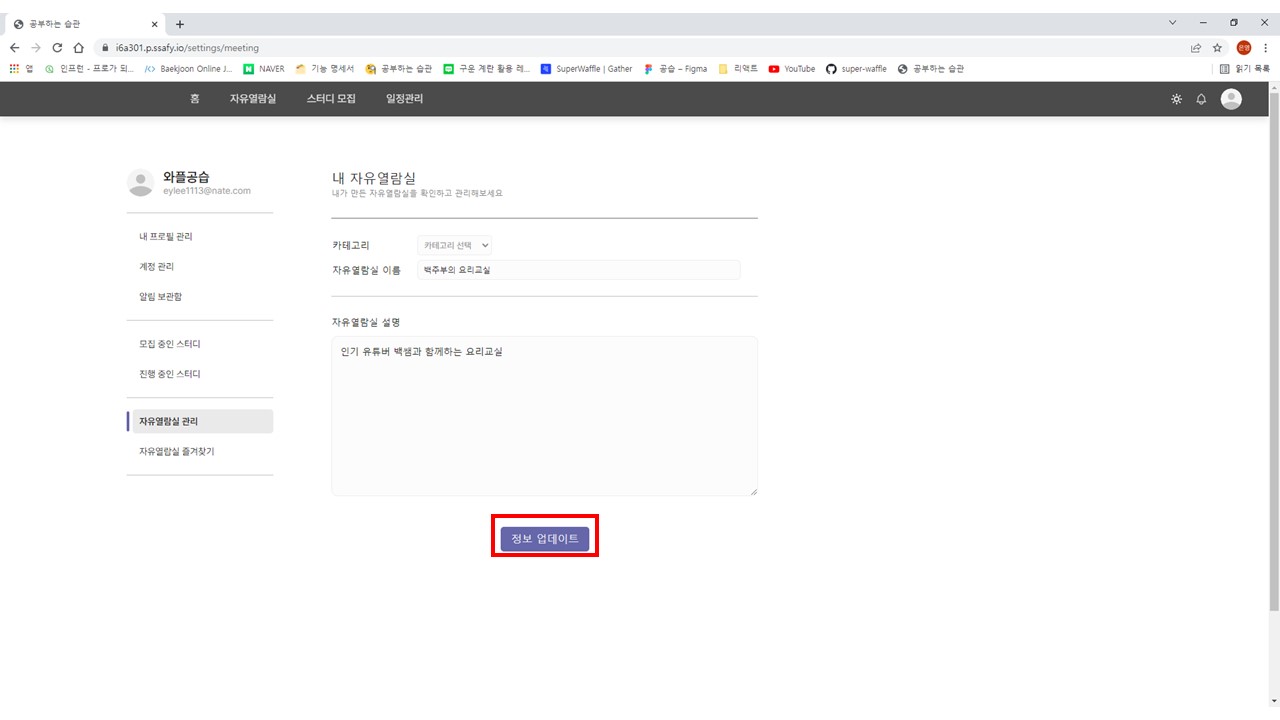 공부하는 습관
i6a301.p.ssafy.io/settings/meeting
은영
앱 인프런 - 프로가 되... Baekjoon Online J... NAVER 기능 명세서 공부하는 습관 구운 계란 활용 레... SuperWaffle | Gather 공습 – Figma 리액트 YouTube super-waffle 공부하는 습관 읽기 목록
홈 자유열람실 스터디 모집 일정관리
와플공습
eylee1113@nate.com
내 프로필 관리
계정 관리
알림 보관함
모집 중인 스터디
진행 중인 스터디
자유열람실 관리
자유열람실 즐겨찾기
내 자유열람실
내가 만든 자유열람실을 확인하고 관리해보세요
카테고리 카테고리 선택
자유열람실 이름 백주부의 요리교실
자유열람실 설명
인기 유튜버 백쌤과 함께하는 요리교실
정보 업데이트